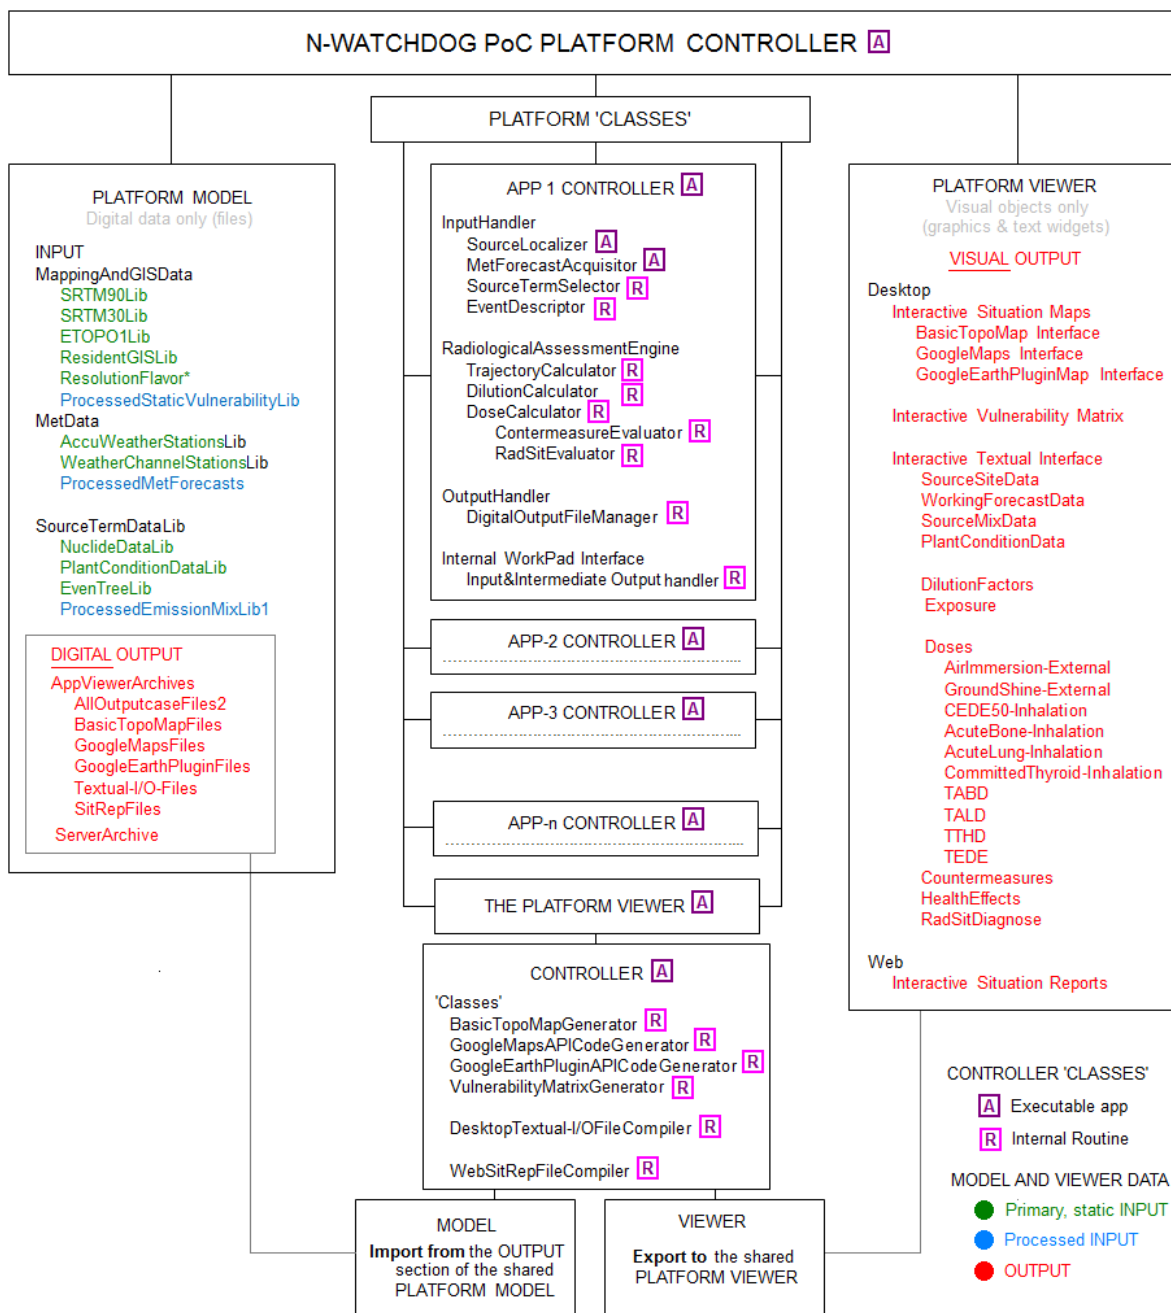 N-WATCHDOG PoC PLATFORM CONTROLLER A
PLATFORM 'CLASSES'
PLATFORM MODEL
Digital data only (files)
INPUT
MappingAndGISData
SRTM90Lib
SRTM30Lib
ETOPO1Lib
ResidentGISLib
ResolutionFlavor*
ProcessedStaticVulnerabilityLib
MetData
AccuWeatherStationsLib
WeatherChannelStationsLib
ProcessedMetForecasts
SourceTermDataLib
NuclideDataLib
PlantConditionDataLib
EvenTreeLib
ProcessedEmissionMixLib1
DIGITAL OUTPUT
AppViewerArchives
AllOutputcaseFiles2
BasicTopoMapFiles
GoogleMapsFiles
GoogleEarthPluginFiles
Textual-I/O-Files
SitRepFiles
ServerArchive
APP 1 CONTROLLER A
InputHandler
SourceLocalizer A
MetForecastAcquisitor A
SourceTermSelector R
EventDescriptor R
RadiologicalAssessmentEngine
TrajectoryCalculator R
DilutionCalculator R
DoseCalculator R
ContermeasureEvaluator R
RadSitEvaluator R
OutputHandler
DigitalOutputFileManager R
Internal WorkPad Interface
Input&Intermediate Output handler R
APP-2 CONTROLLER A
APP-3 CONTROLLER A
APP-n CONTROLLER A
THE PLATFORM VIEWER A
CONTROLLER A
'Classes'
BasicTopoMapGenerator R
GoogleMapsAPICodeGenerator R
GoogleEarthPluginAPICodeGenerator R
VulnerabilityMatrixGenerator R
DesktopTextual-I/OFileCompiler R
WebSitRepFileCompiler R
MODEL
Import from the OUTPUT
section of the shared
PLATFORM MODEL
VIEWER
Export to the shared
PLATFORM VIEWER
PLATFORM VIEWER
Visual objects only
(graphics & text widgets)
VISUAL OUTPUT
Desktop
Interactive Situation Maps
BasicTopoMap Interface
GoogleMaps Interface
GoogleEarthPluginMap Interface
Interactive Vulnerability Matrix
Interactive Textual Interface
SourceSiteData
WorkingForecastData
SourceMixData
PlantConditionData
DilutionFactors
Exposure
Doses
AirImmersion-External
GroundShine-External
CEDE50-Inhalation
AcuteBone-Inhalation
AcuteLung-Inhalation
CommittedThyroid-Inhalation
TABD
TALD
TTHD
TEDE
Countermeasures
HealthEffects
RadSitDiagnose
Web
Interactive Situation Reports
CONTROLLER 'CLASSES'
A Executable app
R Internal Routine
MODEL AND VIEWER DATA
Primary, static INPUT
Processed INPUT
OUTPUT